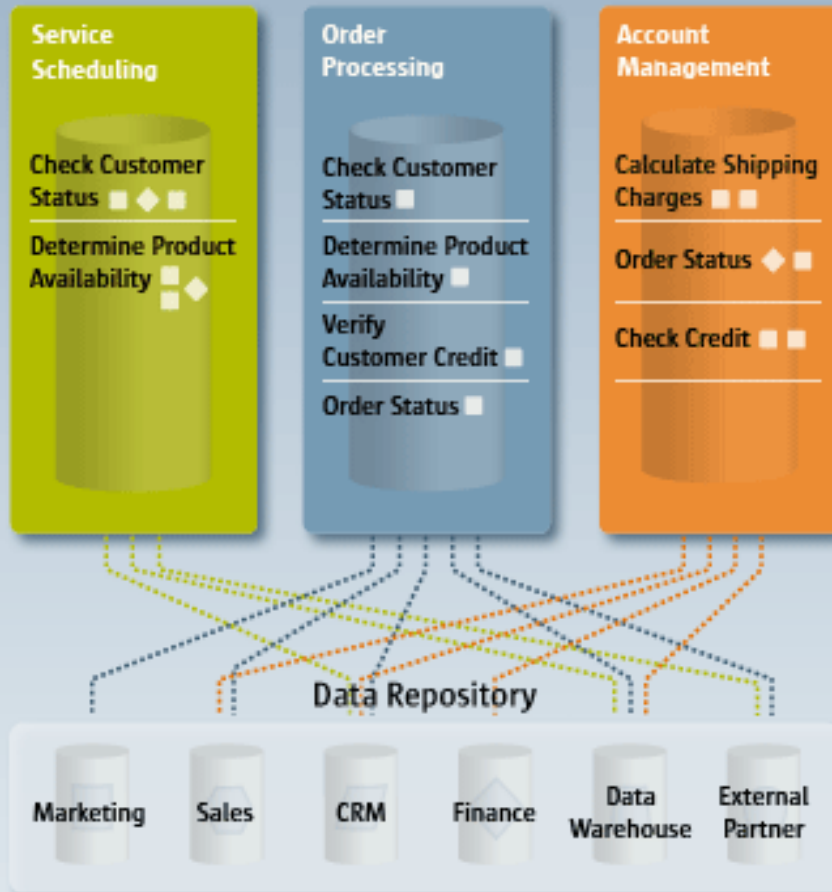 Service
Scheduling
Check Customer
Status
Determine Product
Availability
Order
Processing
Check Customer
Status
Determine Product
Availability
Verify
Customer Credit
Order Status
Account
Management
Calculate Shipping
Charges
Order Status
Check Credit
Data Repository
Marketing
Sales
CRM
Finance
Data
Warehouse
External
Partner